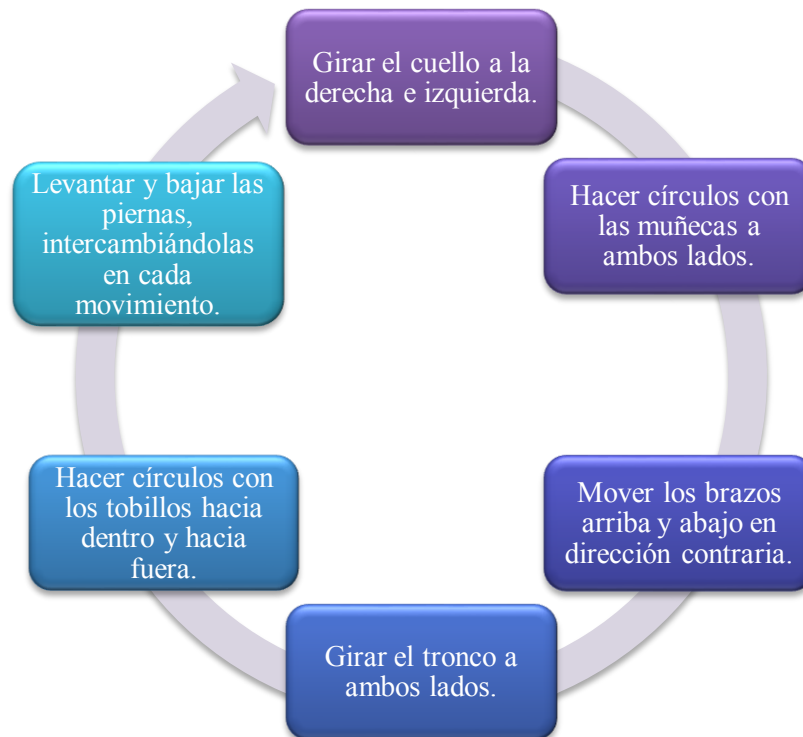 Girar el cuello a la
derecha e izquierda.
Hacer círculos con
las muñecas a
ambos lados.
Mover los brazos
arriba y abajo en
dirección contraria.
Girar el tronco a
ambos lados.
Hacer círculos con
los tobillos hacia
dentro y hacia
fuera.
Levantar y bajar las
piernas,
intercambiándolas
en cada
movimiento.